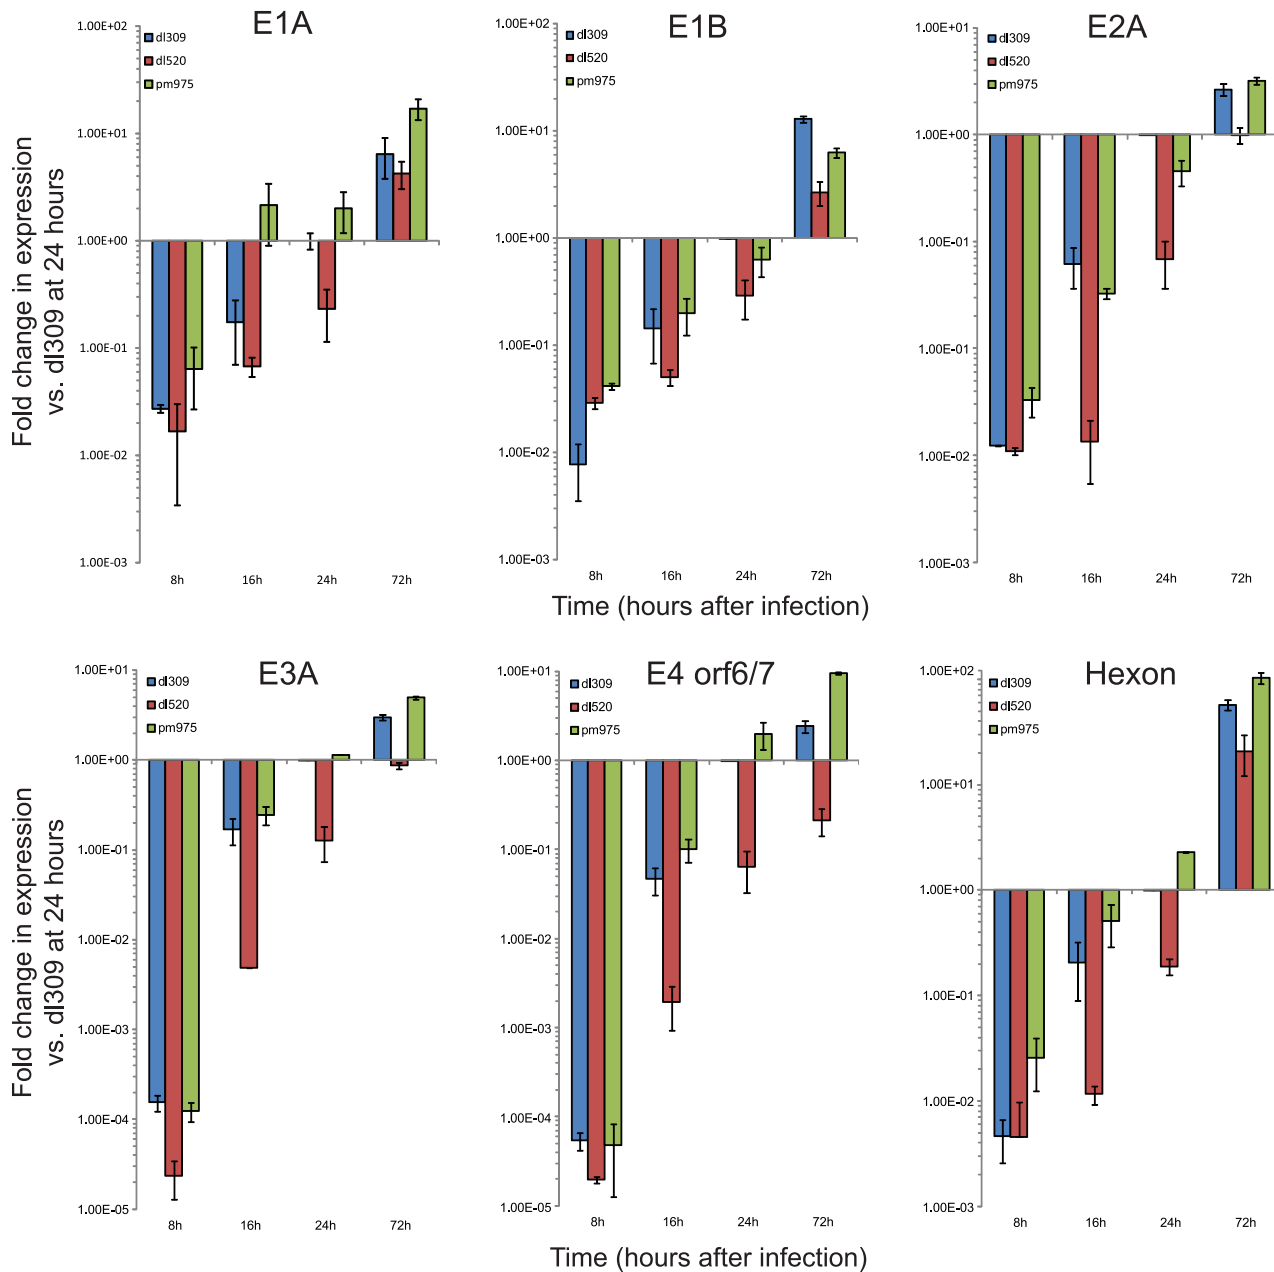 E1A
1.00E+02
dl309
dl520
pm975
1.00E+01
1.00E+00
1.00E-01
1.00E-02
1.00E-03
8h 16h 24h 72h
Fold change in expression
vs. dl309 at 24 hours
E1B
1.00E+02
dl309
dl520
pm975
1.00E+01
1.00E+00
1.00E-01
1.00E-02
1.00E-03
8h 16h 24h 72h
E2A
1.00E+01
dl309
dl520
pm975
1.00E+00
1.00E-01
1.00E-01
1.00E-02
1.00E-03
8h 16h 24h 72h
Time (hours after infection)
E3A
1.00E+01
dl309
dl520
pm975
1.00E+00
1.00E-01
1.00E-02
1.00E-03
1.00E-04
1.00E-05
8h 16h 24h 72h
Fold change in expression
vs. dl309 at 24 hours
E4 orf6/7
1.00E+01
dl309
dl520
pm975
1.00E+00
1.00E-01
1.00E-02
1.00E-03
1.00E-04
1.00E-05
8h 16h 24h 72h
Hexon
1.00E+02
dl309
dl520
pm975
1.00E+01
1.00E+00
1.00E-01
1.00E-02
1.00E-03
8h 16h 24h 72h
Time (hours after infection)